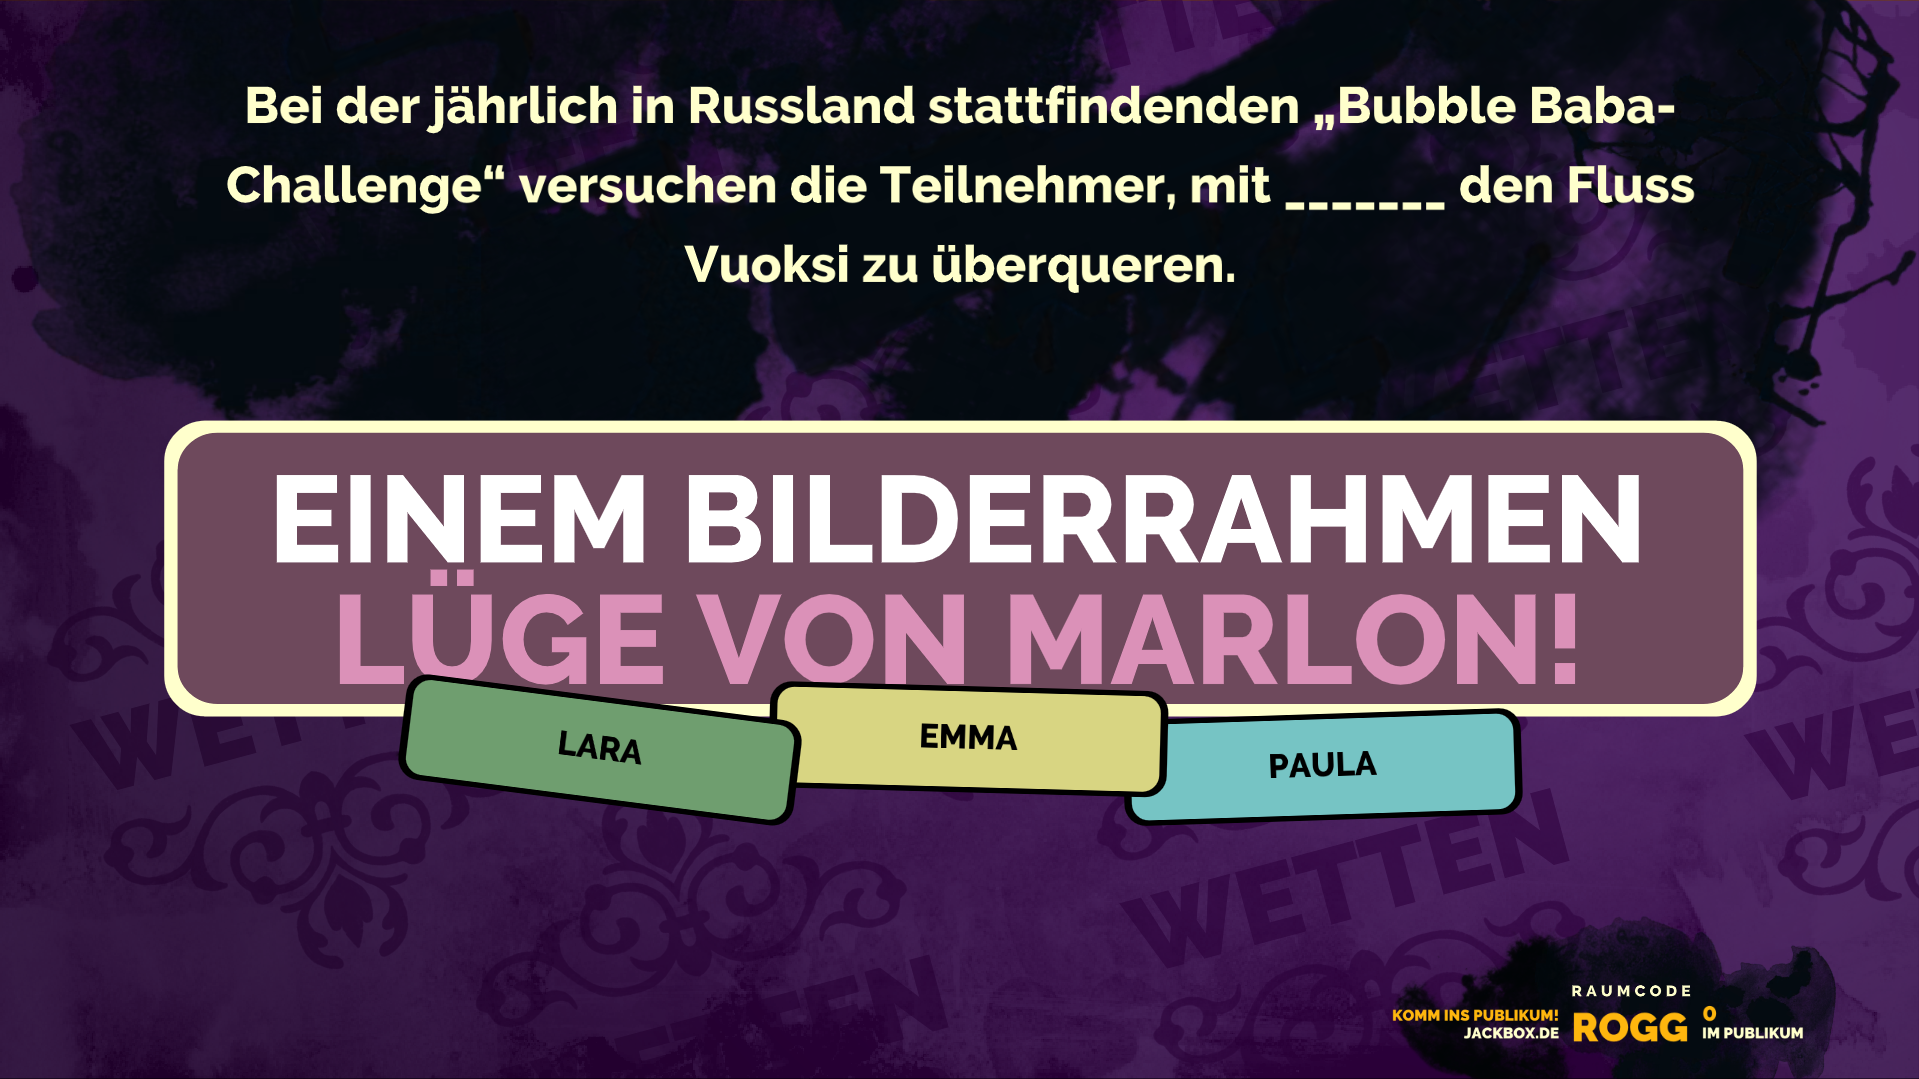 Bei der jährlich in Russland stattfindenden „Bubble Baba-
Challenge“ versuchen die Teilnehmer, mit _______ den Fluss
Vuoksi zu überqueren.
EINEM BILDERRAHMEN
LÜGE VON MARLON!
LARA
EMMA
PAULA
WETTEN
RAUMCODE
KOMM INS PUBLIKUM!
JACKBOX.DE
ROGG
0
IM PUBLIKUM